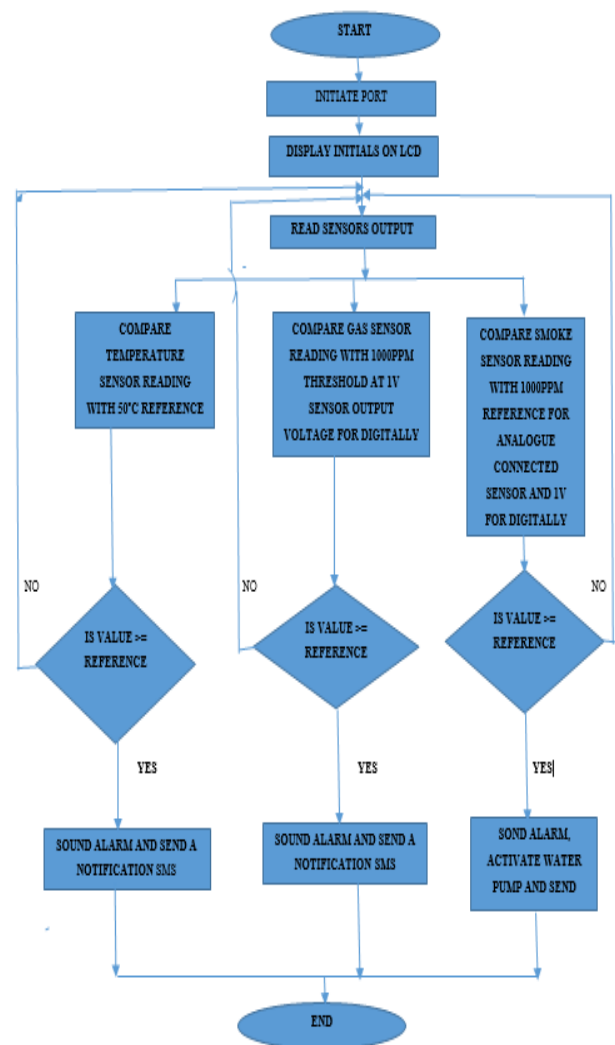 START
INITIATE PORT
DISPLAY INITIALS ON LCD
READ SENSORS OUTPUT
COMPARE
TEMPERATURE
SENSOR READING
WITH 50°C REFERENCE
COMPARE GAS SENSOR
READING WITH 1000PPM
THRESHOLD AT 1V
SENSOR OUTPUT
VOLTAGE FOR DIGITALLY
COMPARE SMOKE
SENSOR READING
WITH 1000PPM
REFERENCE FOR
ANALOGUE
CONNECTED
SENSOR AND 1V
FOR DIGITALLY
NO
IS VALUE >=
REFERENCE
NO
IS VALUE >=
REFERENCE
NO
IS VALUE >=
REFERENCE
YES
YES
YES
SOUND ALARM AND SEND A
NOTIFICATION SMS
SOUND ALARM AND SEND A
NOTIFICATION SMS
SOND ALARM,
ACTIVATE WATER
PUMP AND SEND
END